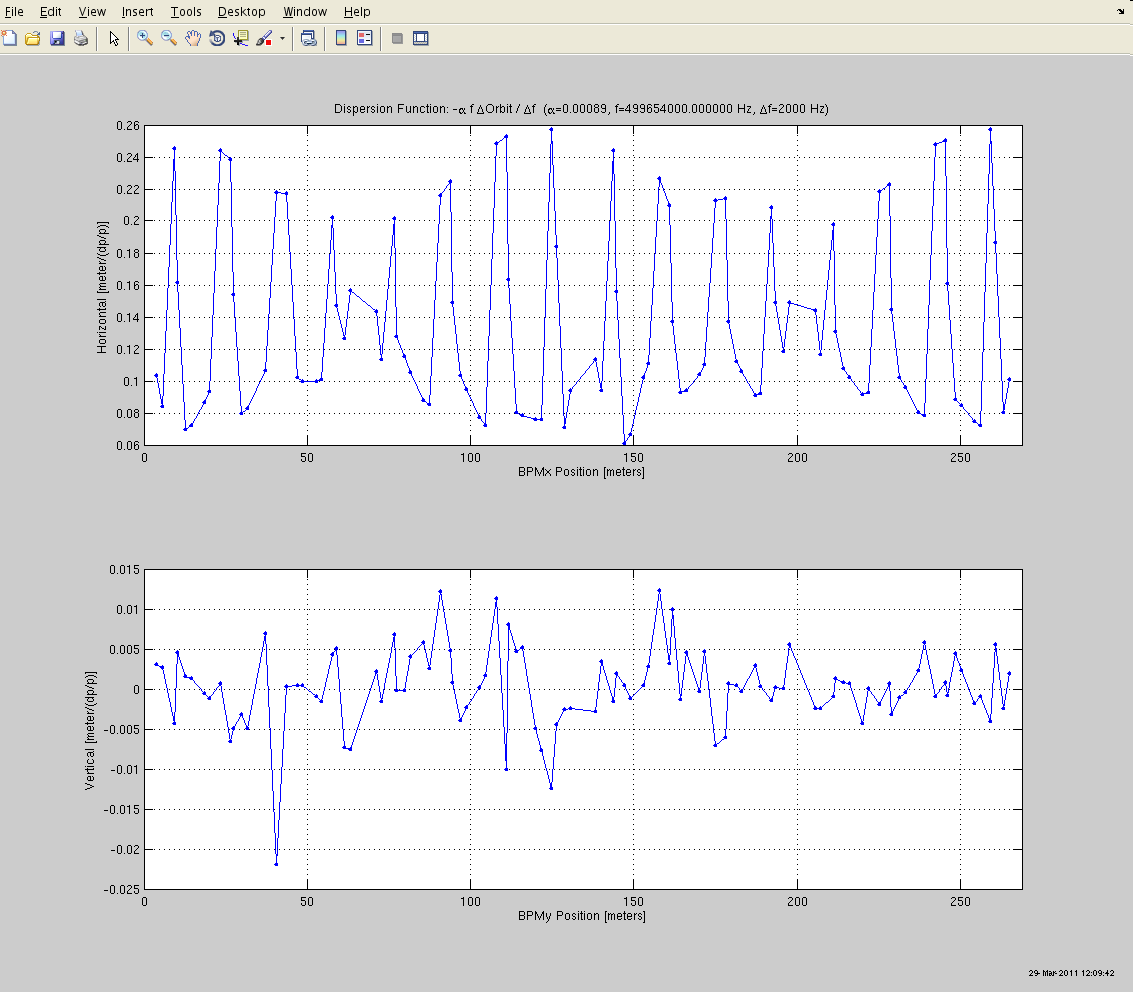 File Edit View Insert Tools Desktop Window Help
Dispersion Function: -α f ΔOrbit / Δf (α=0.00089, f=499654000.000000 Hz, Δf=2000 Hz)
0.26
0.24
0.22
0.2
0.18
0.16
0.14
0.12
0.1
0.08
0.06
Horizontal [meter/(dp/p)]
0 50 100 150 200 250
BPMx Position [meters]
0.015
0.01
0.005
0
-0.005
-0.01
-0.015
-0.02
-0.025
Vertical [meter/(dp/p)]
0 50 100 150 200 250
BPMy Position [meters]
29-Mar-2011 12:09:42